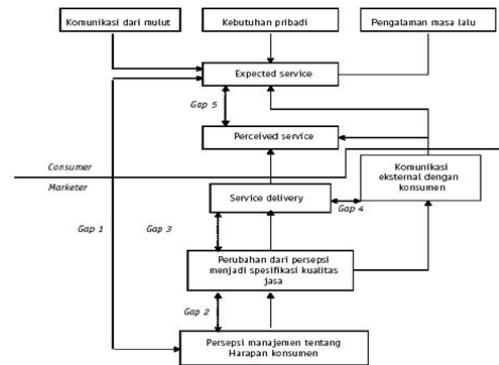 Komunikasi dari mulut
Kebutuhan pribadi
Pengalaman masa lalu
Expected service
Gap 5
Perceived service
Consumer
Marketer
Komunikasi
eksternal dengan
konsumen
Service delivery
Gap 4
Gap 1
Gap 3
Perubahan dari persepsi
menjadi spesifikasi kualitas
jasa
Gap 2
Persepsi manajemen tentang
Harapan konsumen